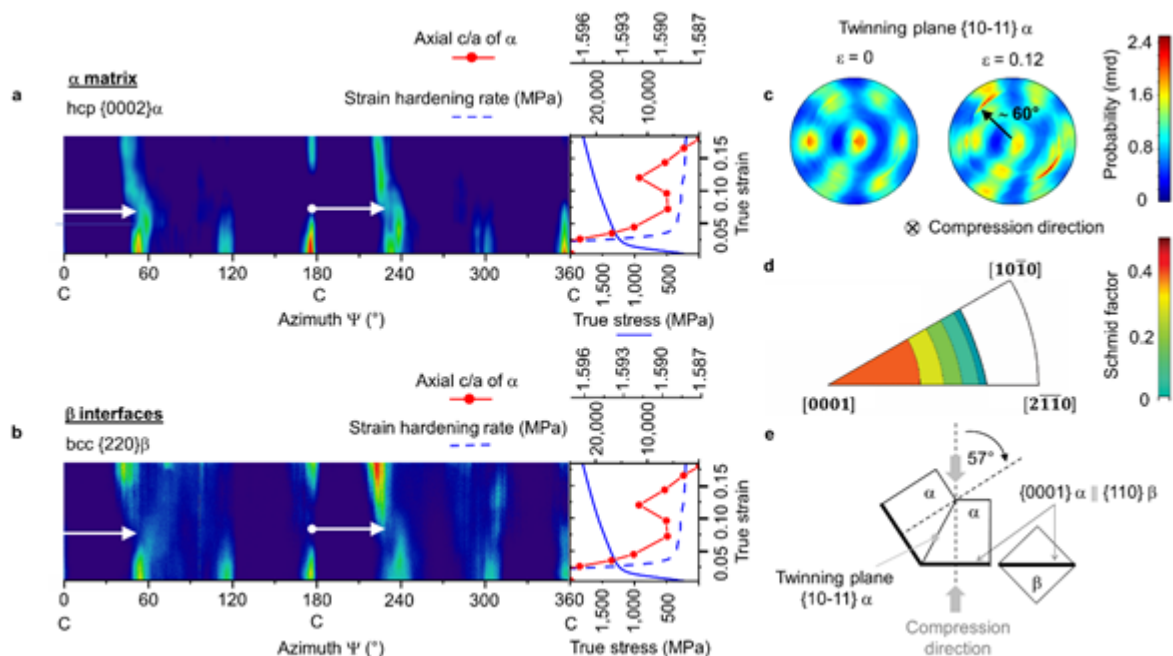 Axial c/a of α
1.596
1.593
1.590
1.587
α matrix
a
hcp {0002}α
Strain hardening rate (MPa)
20,000
10,000
0.15
0.10
0.05
True strain
0
60
120
180
240
300
360
C
C
C
1,500
1,000
500
Azimuth Ψ (°)
True stress (MPa)
Axial c/a of α
1.596
1.593
1.590
1.587
β interfaces
b
bcc {220}β
Strain hardening rate (MPa)
20,000
10,000
0.15
0.10
0.05
True strain
0
60
120
180
240
300
360
C
C
C
1,500
1,000
500
Azimuth Ψ (°)
True stress (MPa)
Twinning plane {10-11} α
ε = 0
ε = 0.12
c
~ 60°
2.4
1.6
0.8
0
Probability (mrd)
⊗ Compression direction
d
[101̅0]
[0001]
[21̅1̅0]
0.4
0.2
0
Schmid factor
e
57°
{0001} α || {110} β
α
α
β
Twinning plane
{10-11} α
Compression
direction